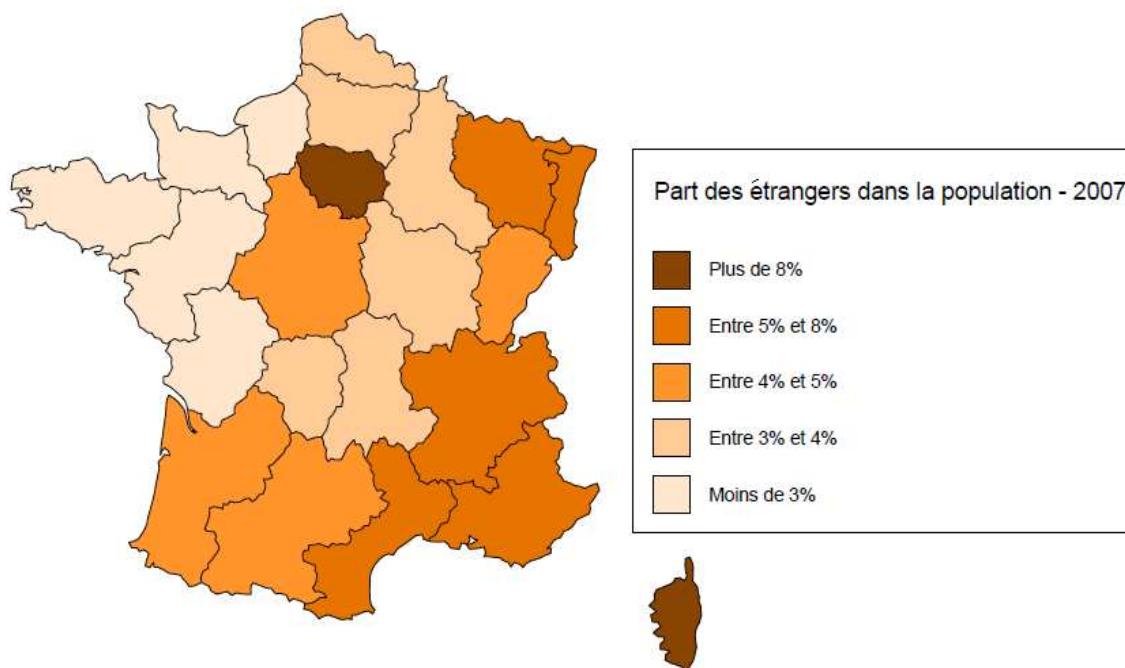 Part des étrangers dans la population - 2007
Plus de 8%
Entre 5% et 8%
Entre 4% et 5%
Entre 3% et 4%
Moins de 3%